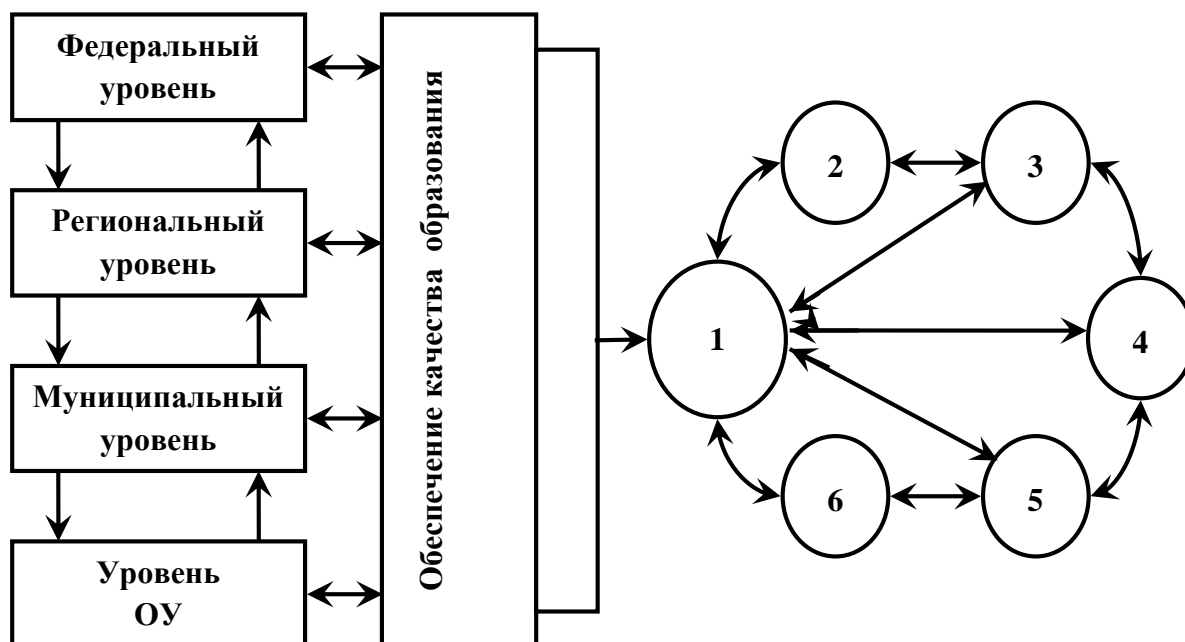 Федеральный
уровень
Региональный
уровень
Муниципальный
уровень
Уровень
ОУ
Обеспечение качества образования
1
2
3
4
5
6